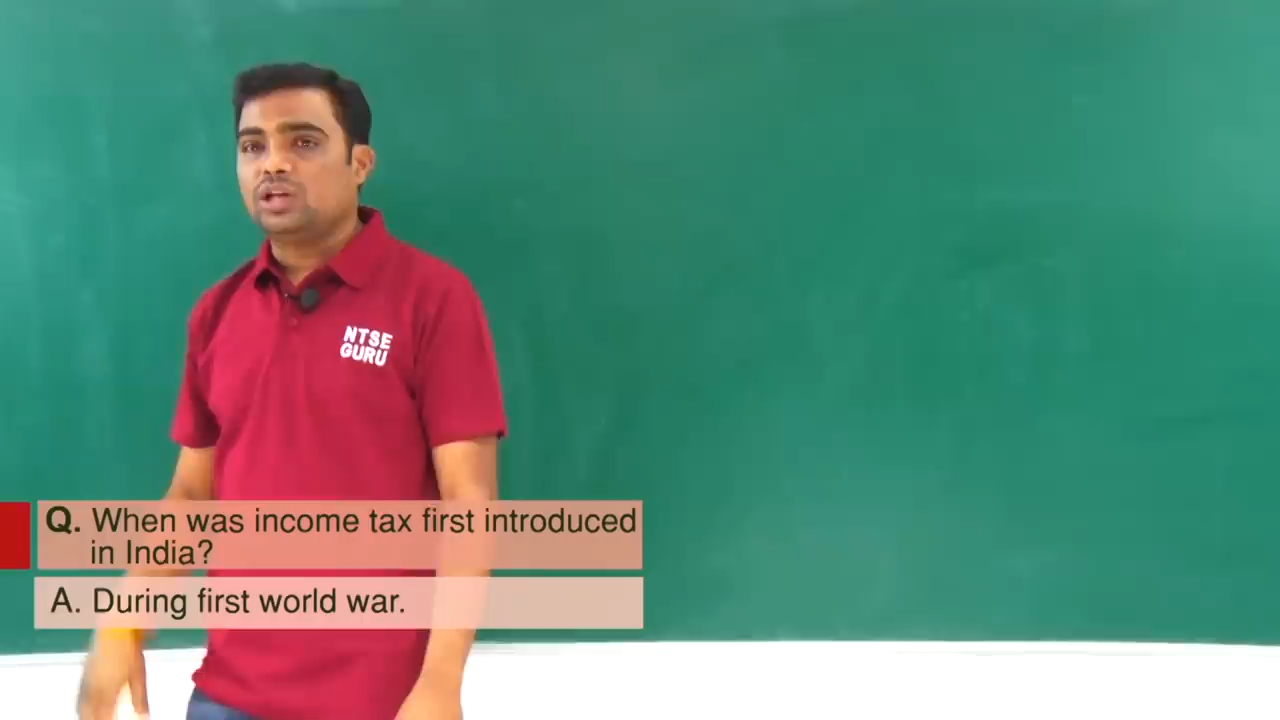 NTSE
GURU
Q. When was income tax first introduced
in India?
A. During first world war.